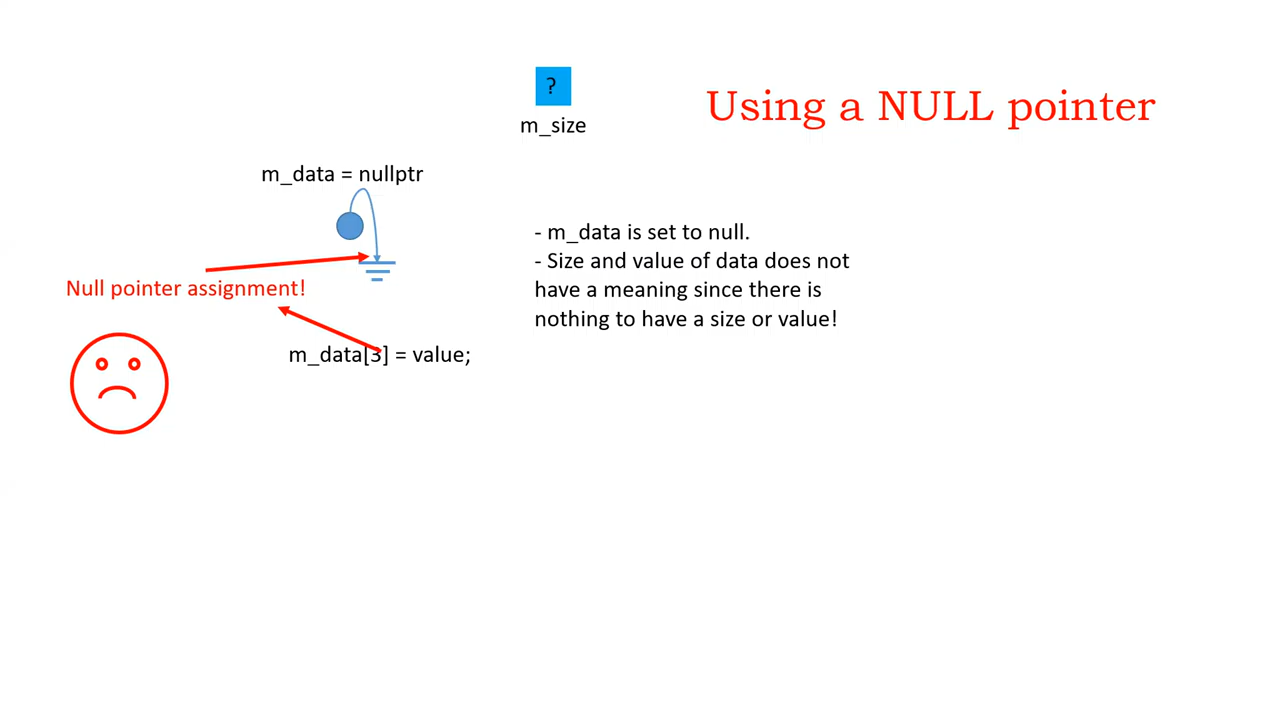 ?
m_size
Using a NULL pointer
m_data = nullptr
- m_data is set to null.
- Size and value of data does not
have a meaning since there is
nothing to have a size or value!
Null pointer assignment!
m_data[3] = value;